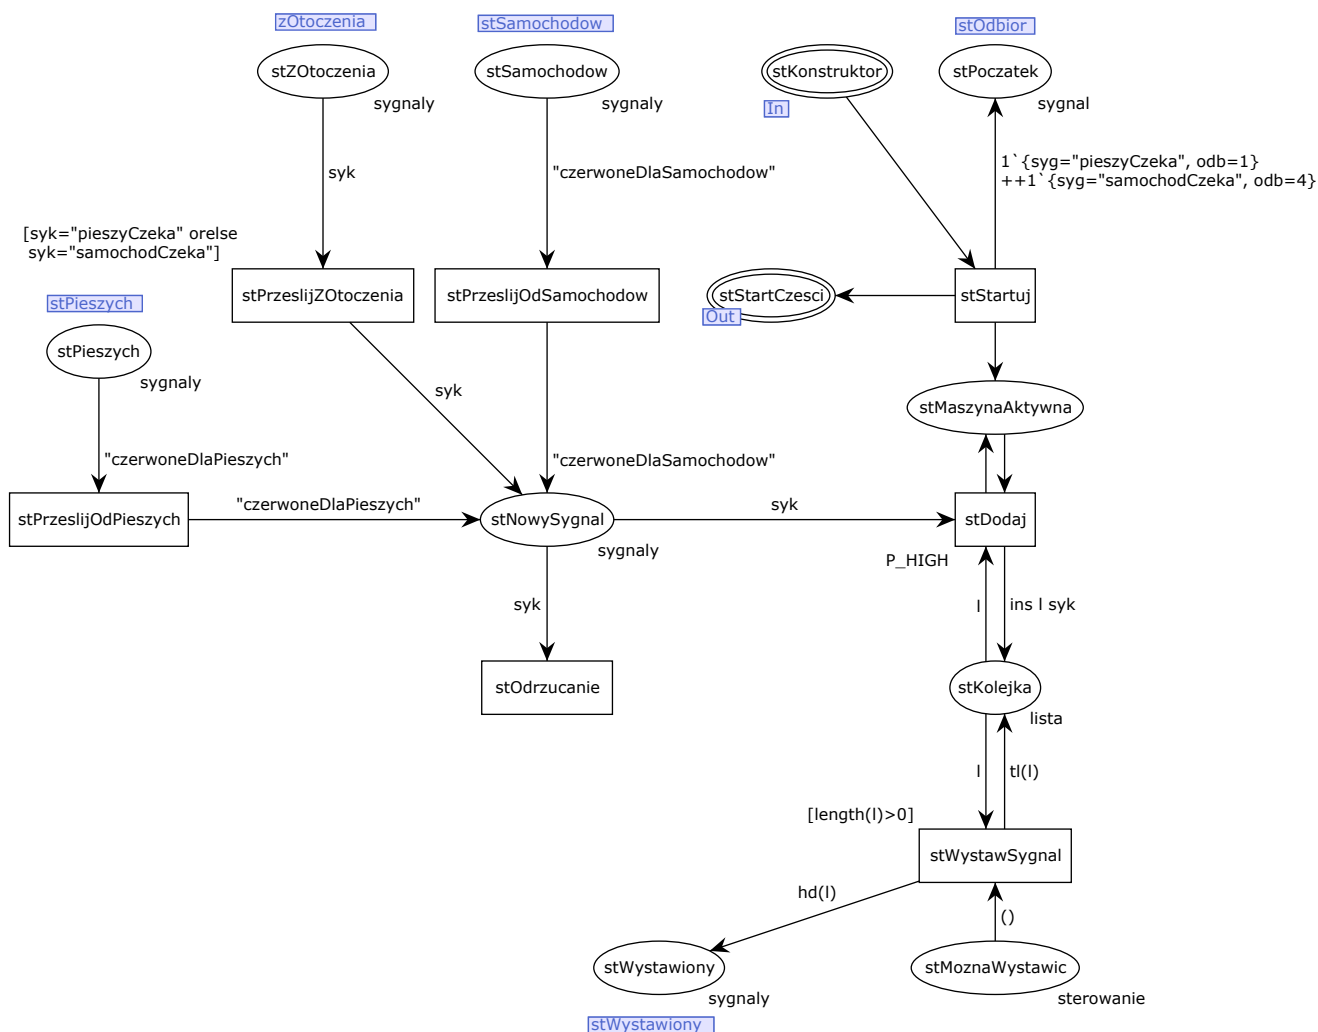 zOtoczenia
stSamochodow
stOdbior
stZOtoczenia
sygnaly
stSamochodow
sygnaly
stKonstruktor
In
stPoczatek
sygnal
syk
"czerwoneDlaSamochodow"
1`{syg="pieszyCzeka", odb=1}
++1`{syg="samochodCzeka", odb=4}
[syk="pieszyCzeka" orelse
syk="samochodCzeka"]
stPrzeslijZOtoczenia
stPrzeslijOdSamochodow
stStartCzesci
Out
stStartuj
stPieszych
stPieszych
sygnaly
syk
stMaszynaAktywna
"czerwoneDlaPieszych"
"czerwoneDlaSamochodow"
stPrzeslijOdPieszych
"czerwoneDlaPieszych"
stNowySygnal
sygnaly
syk
stDodaj
P_HIGH
syk
l
ins l syk
stOdrzucanie
stKolejka
lista
l
tl(l)
[length(l)>0]
stWystawSygnal
hd(l)
()
stWystawiony
sygnaly
stWystawiony
stMoznaWystawic
sterowanie